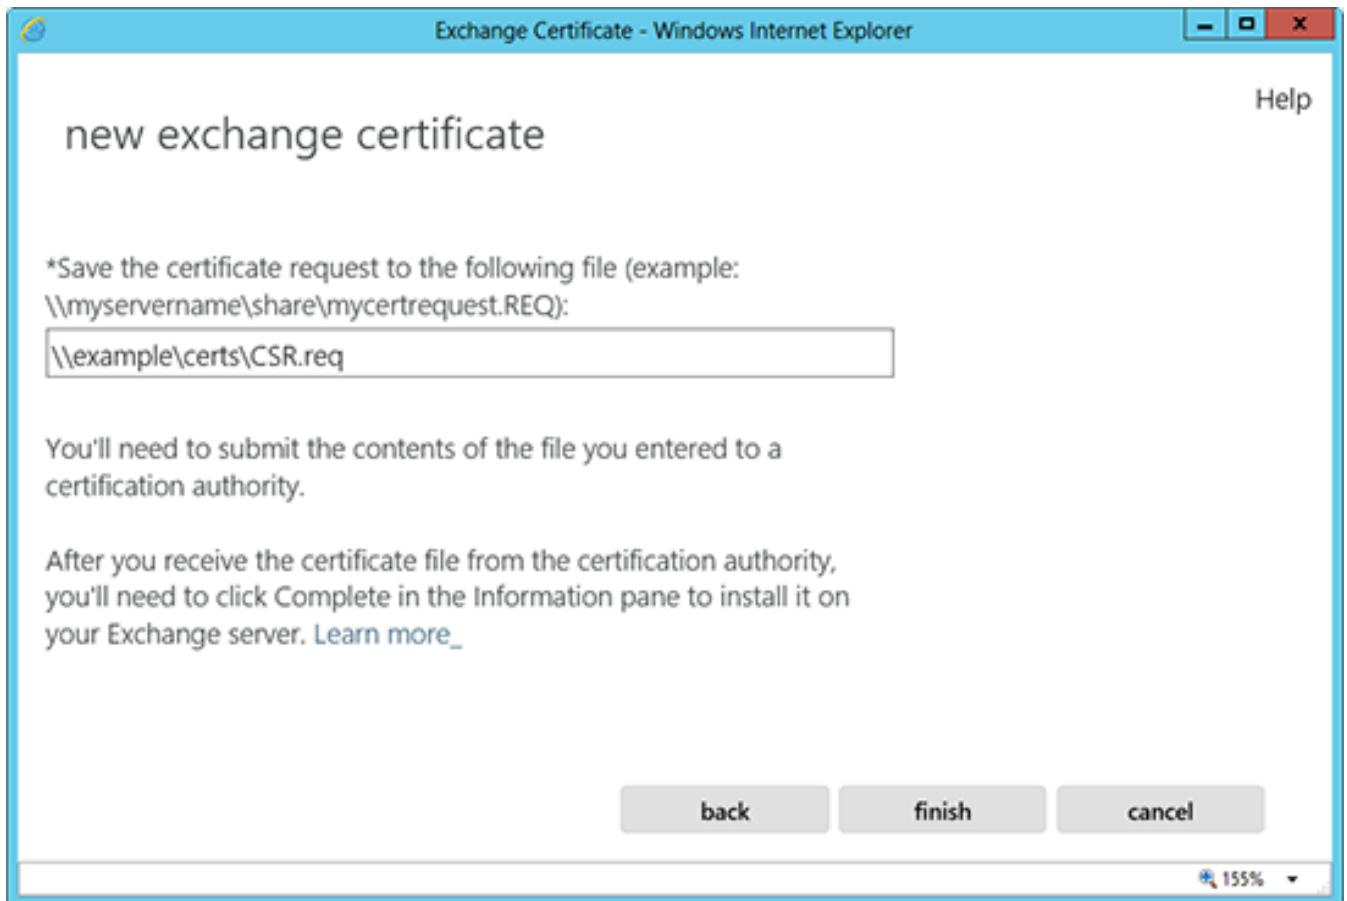 Exchange Certificate - Windows Internet Explorer
Help
new exchange certificate
*Save the certificate request to the following file (example:
\\myservername\share\mycertrequest.REQ):
\\example\certs\CSR.req
You'll need to submit the contents of the file you entered to a
certification authority.
After you receive the certificate file from the certification authority,
you'll need to click Complete in the Information pane to install it on
your Exchange server. Learn more_
back finish cancel
155%